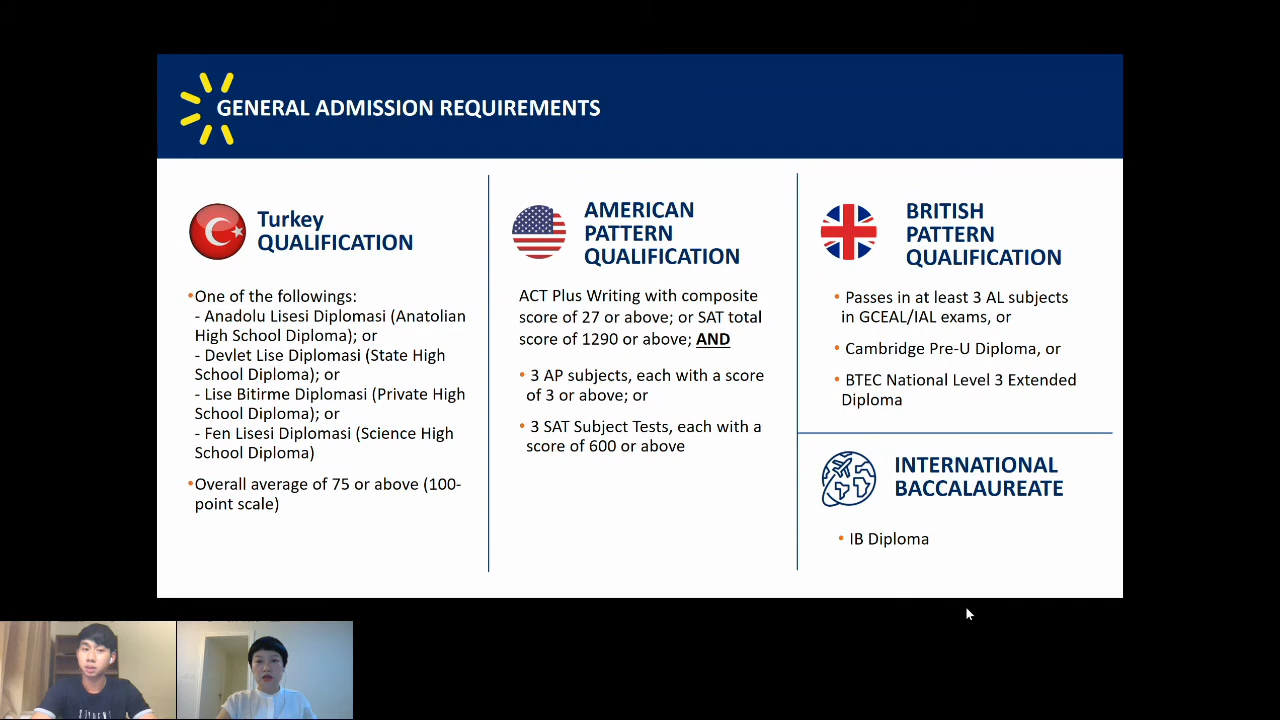 GENERAL ADMISSION REQUIREMENTS
Turkey
QUALIFICATION
•One of the followings:
- Anadolu Lisesi Diplomasi (Anatolian
High School Diploma); or
- Devlet Lise Diplomasi (State High
School Diploma); or
- Lise Bitirme Diplomasi (Private High
School Diploma); or
- Fen Lisesi Diplomasi (Science High
School Diploma)
•Overall average of 75 or above (100-
point scale)
AMERICAN
PATTERN
QUALIFICATION
ACT Plus Writing with composite
score of 27 or above; or SAT total
score of 1290 or above; AND
• 3 AP subjects, each with a score
of 3 or above; or
• 3 SAT Subject Tests, each with a
score of 600 or above
BRITISH
PATTERN
QUALIFICATION
• Passes in at least 3 AL subjects
in GCEAL/IAL exams, or
• Cambridge Pre-U Diploma, or
• BTEC National Level 3 Extended
Diploma
INTERNATIONAL
BACCALAUREATE
• IB Diploma